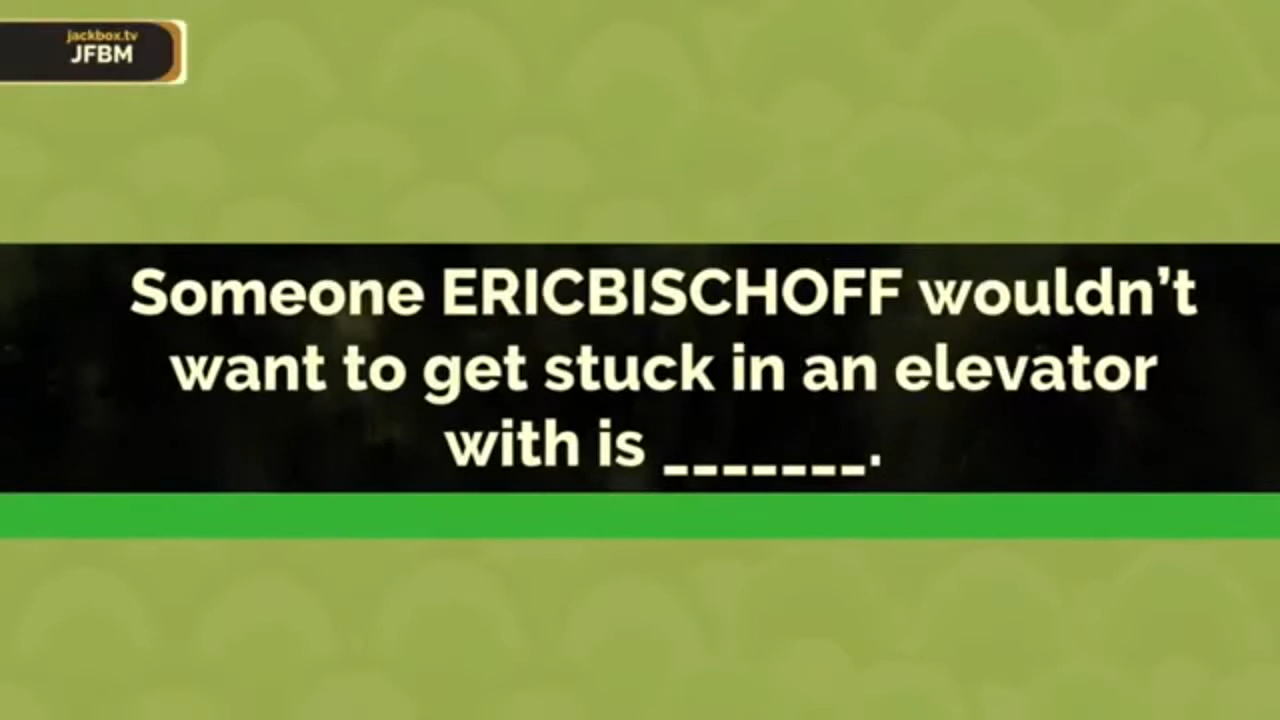 jackbox.tv
JFBM
Someone ERICBISCHOFF wouldn’t
want to get stuck in an elevator
with is _______.